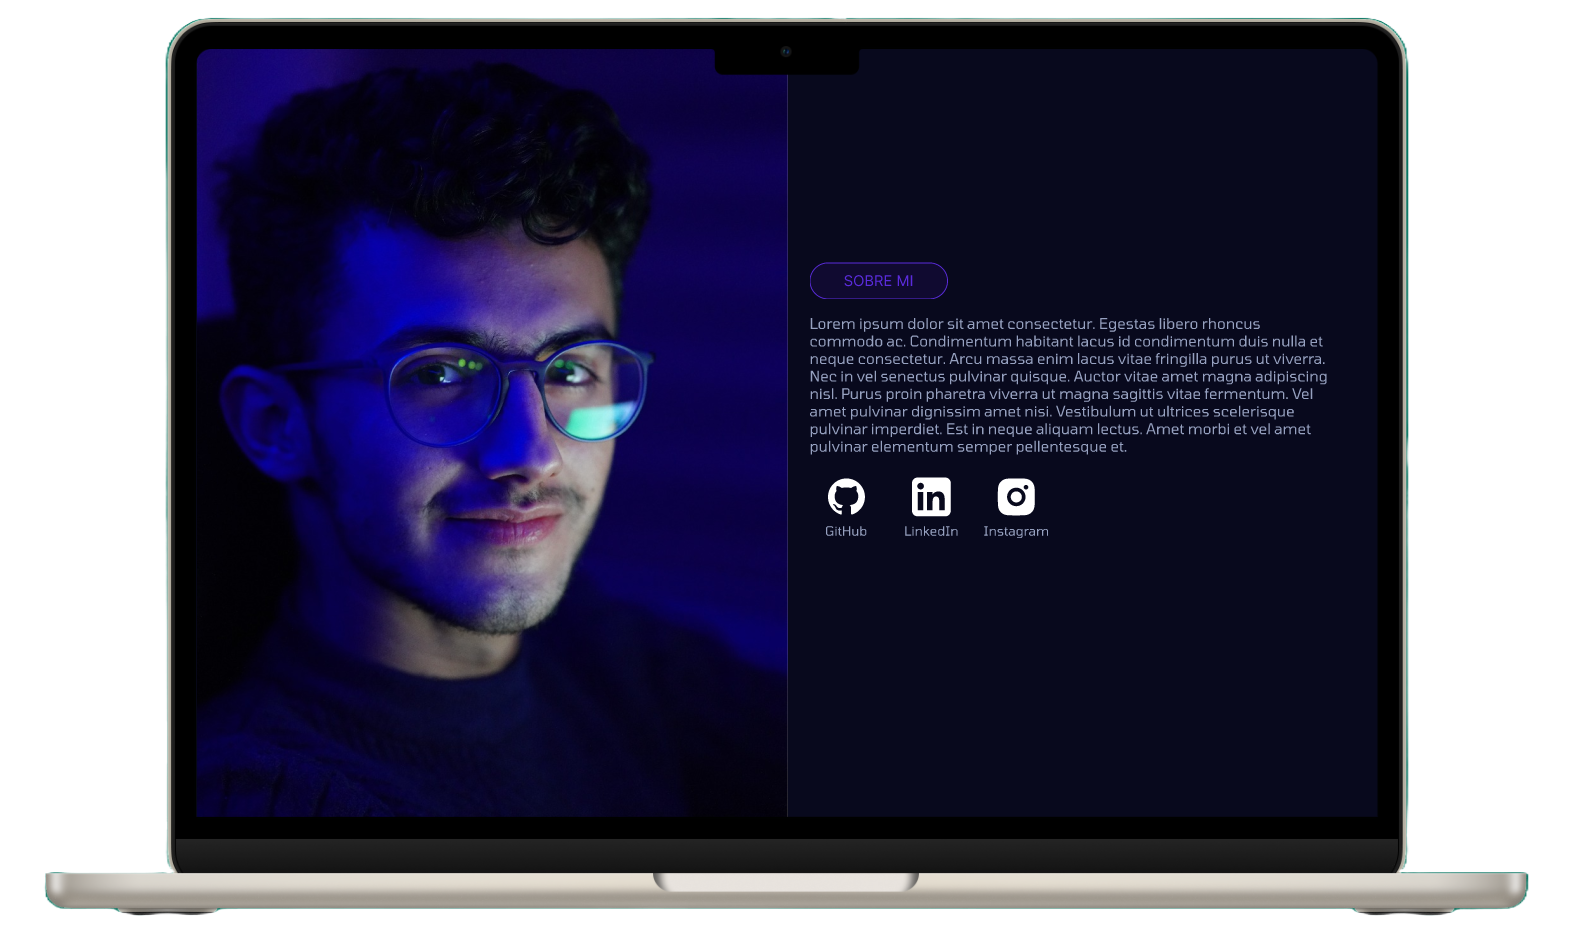 SOBRE MI
Lorem ipsum dolor sit amet consectetur. Egestas libero rhoncus
commodo ac. Condimentum habitant lacus id condimentum duis nulla et
neque consectetur. Arcu massa enim lacus vitae fringilla purus ut viverra.
Nec in vel senectus pulvinar quisque. Auctor vitae amet magna adipiscing
nisl. Purus proin pharetra viverra ut magna sagittis vitae fermentum. Vel
amet pulvinar dignissim amet nisi. Vestibulum ut ultrices scelerisque
pulvinar imperdiet. Est in neque aliquam lectus. Amet morbi et vel amet
pulvinar elementum semper pellentesque et.
in
GitHub LinkedIn Instagram